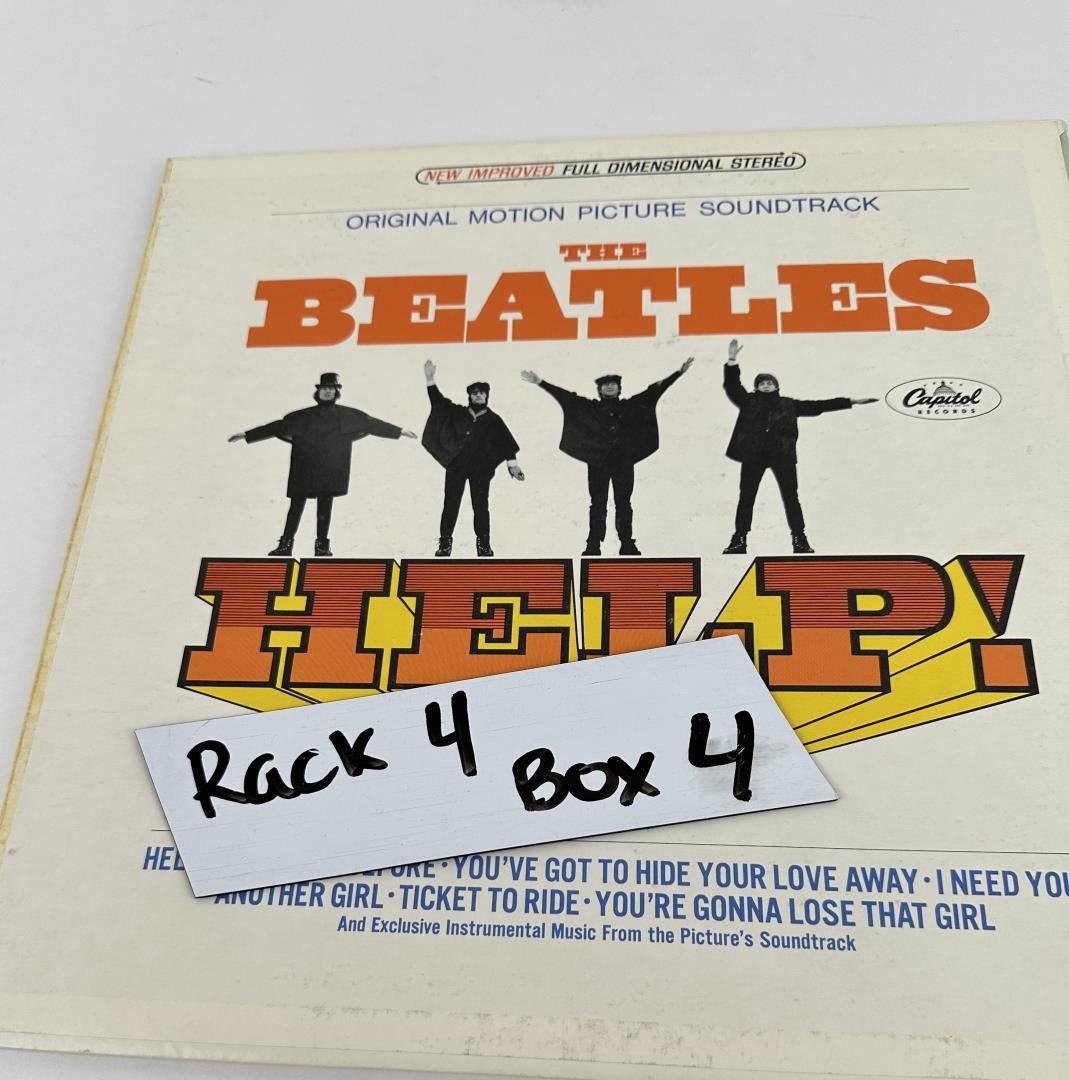 NEW IMPROVED FULL DIMENSIONAL STEREO
ORIGINAL MOTION PICTURE SOUNDTRACK
THE
BEATLES
Capitol
RECORDS
HELP!
Rack 4 Box 4
YOU'VE GOT TO HIDE YOUR LOVE AWAY · I NEED YOU
ANOTHER GIRL · TICKET TO RIDE · YOU'RE GONNA LOSE THAT GIRL
And Exclusive Instrumental Music From the Picture's Soundtrack